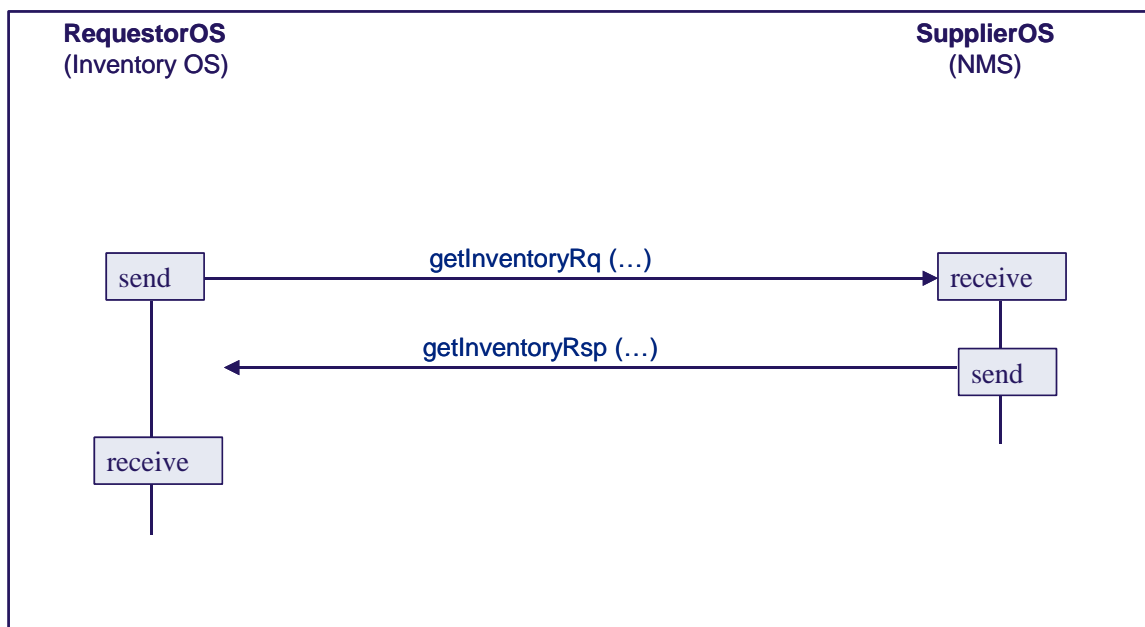 RequestorOS
(Inventory OS)
SupplierOS
(NMS)
getInventoryRq (…)
send
receive
getInventoryRsp (…)
send
receive